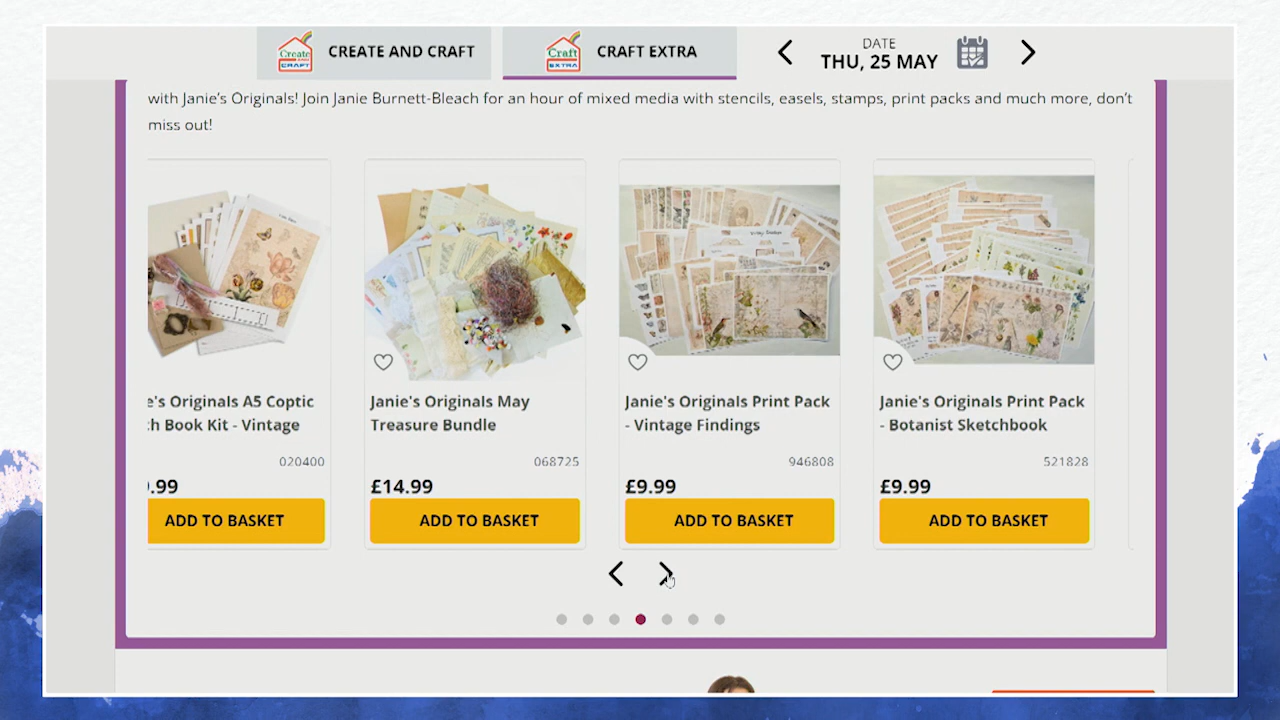 Create
CRAFT
CREATE AND CRAFT
Craft
EXTRA
CRAFT EXTRA
DATE
THU, 25 MAY
with Janie's Originals! Join Janie Burnett-Bleach for an hour of mixed media with stencils, easels, stamps, print packs and much more, don't
miss out!
e's Originals A5 Coptic
h Book Kit - Vintage
020400
.99
ADD TO BASKET
Janie's Originals May
Treasure Bundle
068725
£14.99
ADD TO BASKET
Janie's Originals Print Pack
- Vintage Findings
946808
£9.99
ADD TO BASKET
Janie's Originals Print Pack
- Botanist Sketchbook
521828
£9.99
ADD TO BASKET